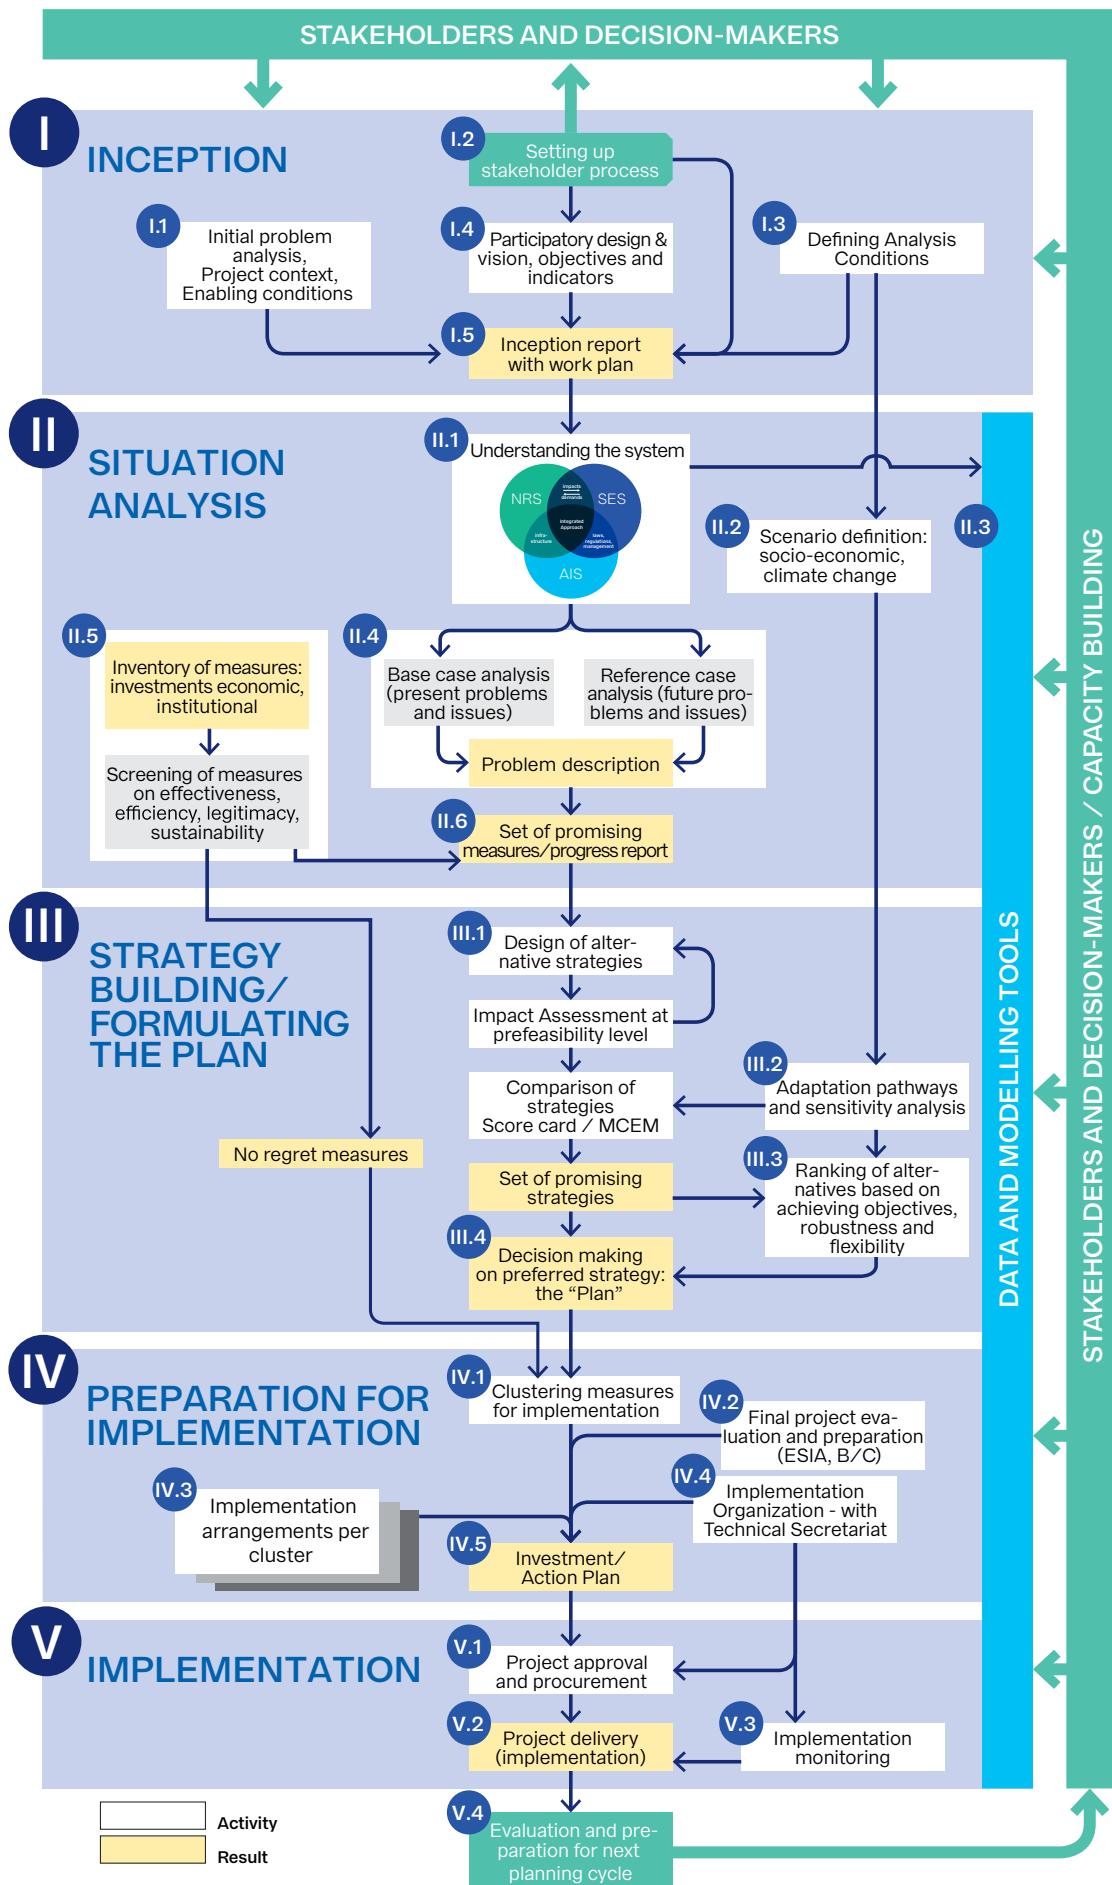 STAKEHOLDERS AND DECISION-MAKERS
I
INCEPTION
I.2
Setting up
stakeholder process
I.1
Initial problem
analysis,
Project context,
Enabling conditions
I.4
Participatory design &
vision, objectives and
indicators
I.3
Defining Analysis
Conditions
I.5
Inception report
with work plan
II
SITUATION
ANALYSIS
II.1
Understanding the system
NRS
impacts
demands
SES
integrated
Approach
infra-
structure
laws,
regulations,
management
AIS
II.2
Scenario definition:
socio-economic,
climate change
II.3
II.5
Inventory of measures:
investments economic,
institutional
Screening of measures
on effectiveness,
efficiency, legitimacy,
sustainability
II.4
Base case analysis
(present problems
and issues)
Reference case
analysis (future pro-
blems and issues)
Problem description
II.6
Set of promising
measures/progress report
III
STRATEGY
BUILDING/
FORMULATING
THE PLAN
III.1
Design of alter-
native strategies
Impact Assessment at
prefeasibility level
Comparison of
strategies
Score card / MCEM
III.2
Adaptation pathways
and sensitivity analysis
No regret measures
Set of promising
strategies
III.3
Ranking of alter-
natives based on
achieving objectives,
robustness and
flexibility
III.4
Decision making
on preferred strategy:
the “Plan”
IV
PREPARATION FOR
IMPLEMENTATION
IV.1
Clustering measures
for implementation
IV.2
Final project eva-
luation and preparation
(ESIA, B/C)
IV.3
Implementation
arrangements per
cluster
IV.4
Implementation
Organization - with
Technical Secretariat
IV.5
Investment/
Action Plan
V
IMPLEMENTATION
V.1
Project approval
and procurement
V.2
Project delivery
(implementation)
V.3
Implementation
monitoring
V.4
Evaluation and pre-
paration for next
planning cycle
DATA AND MODELLING TOOLS
STAKEHOLDERS AND DECISION-MAKERS / CAPACITY BUILDING
Activity
Result